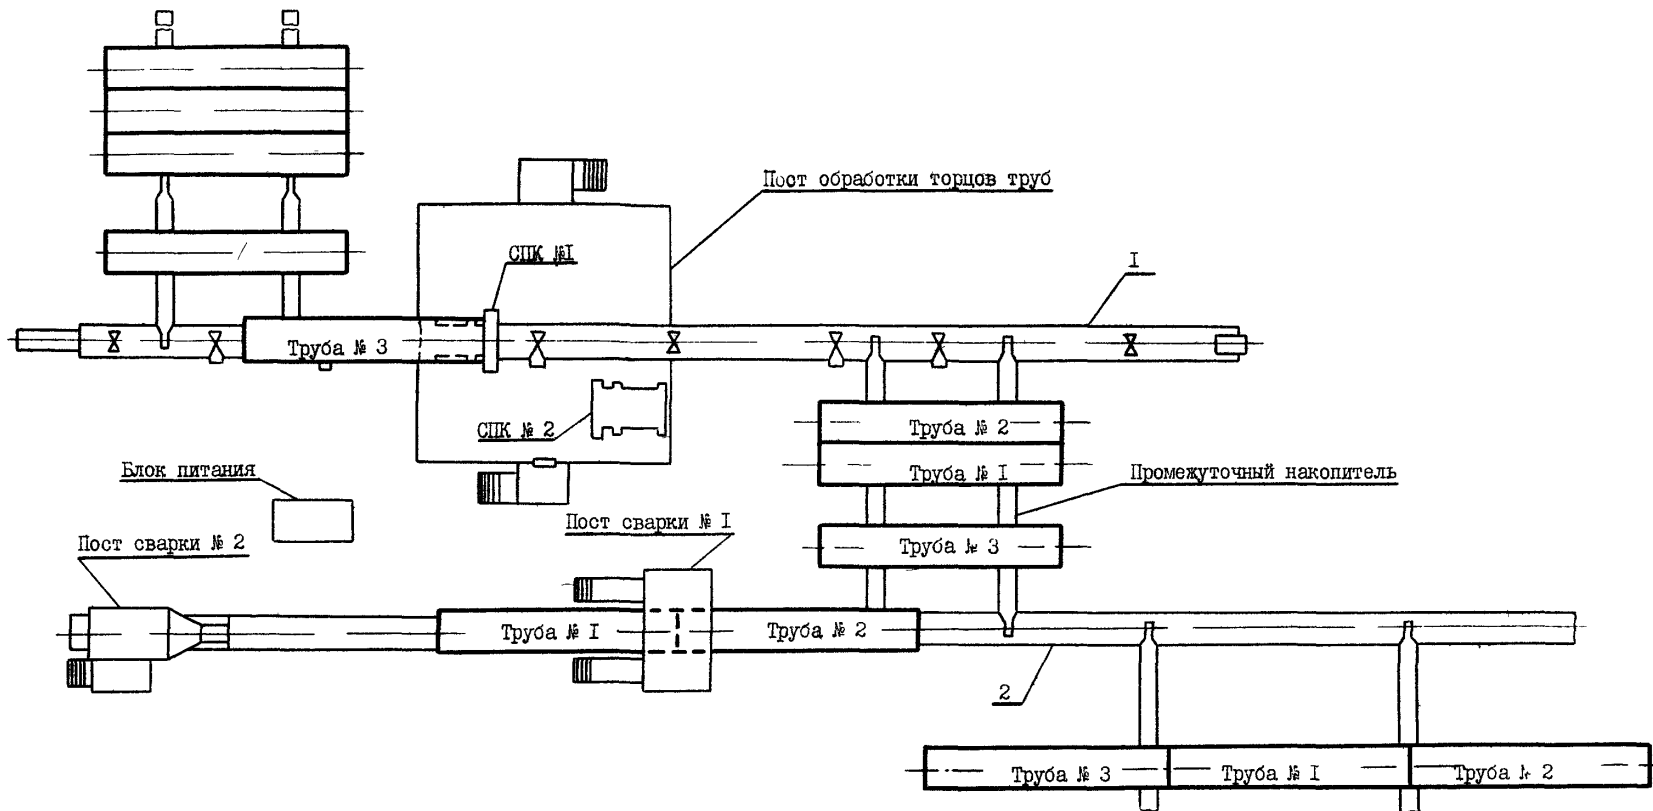 Пост обработки торцов труб
СПК №I
I
Труба № 3
СПК № 2
Труба № 2
Труба № I
Блок питания
Промежуточный накопитель
Пост сварки № I
Пост сварки № 2
Труба № 3
Труба № I
Труба № 2
2
Труба № 3
Труба № I
Труба № 2